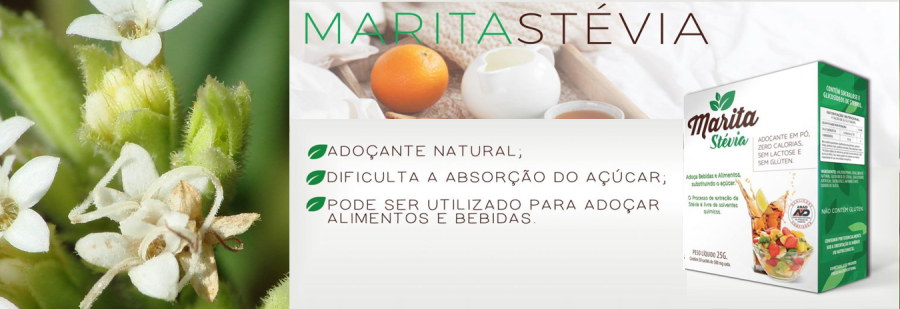 MARITASTÉVIA
ADOÇANTE NATURAL;
DIFICULTA A ABSORÇÃO DO AÇÚCAR;
PODE SER UTILIZADO PARA ADOÇAR
ALIMENTOS E BEBIDAS.
Marita
Stévia
ADOÇANTE EM PÓ,
ZERO CALORIAS,
SEM LACTOSE E
SEM GLÚTEN.
Adoça Bebidas e Alimentos,
substituindo o açúcar.
O Processo de extração da
Stévia é livre de solventes
químicos.
PESO LÍQUIDO 25G.
CONTÉM SUCRALOSE E
NÃO CONTÉM GLÚTEN